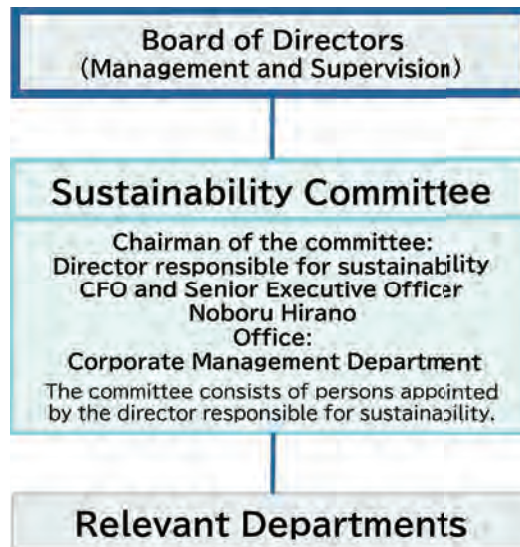 Board of Directors
(Management and Supervision)
Sustainability Committee
Chairman of the committee:
Director responsible for sustainability
CFO and Senior Executive Officer
Noboru Hirano
Office:
Corporate Management Department
The committee consists of persons appointed
by the director responsible for sustainability.
Relevant Departments